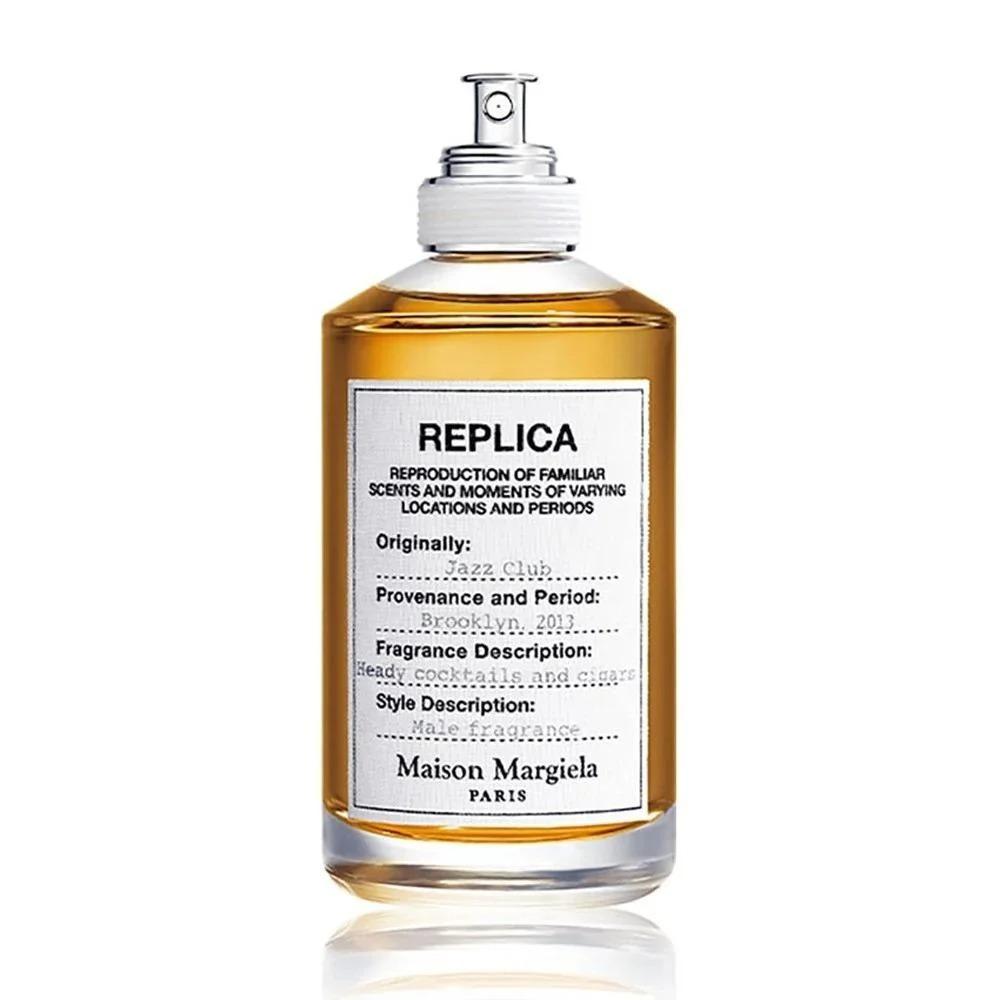 REPLICA
REPRODUCTION OF FAMILIAR
SCENTS AND MOMENTS OF VARYING
LOCATIONS AND PERIODS
Originally:
Jazz Club
Provenance and Period:
Brooklyn, 2013
Fragrance Description:
Heady cocktails and cigars
Style Description:
Male fragrance
Maison Margiela
PARIS